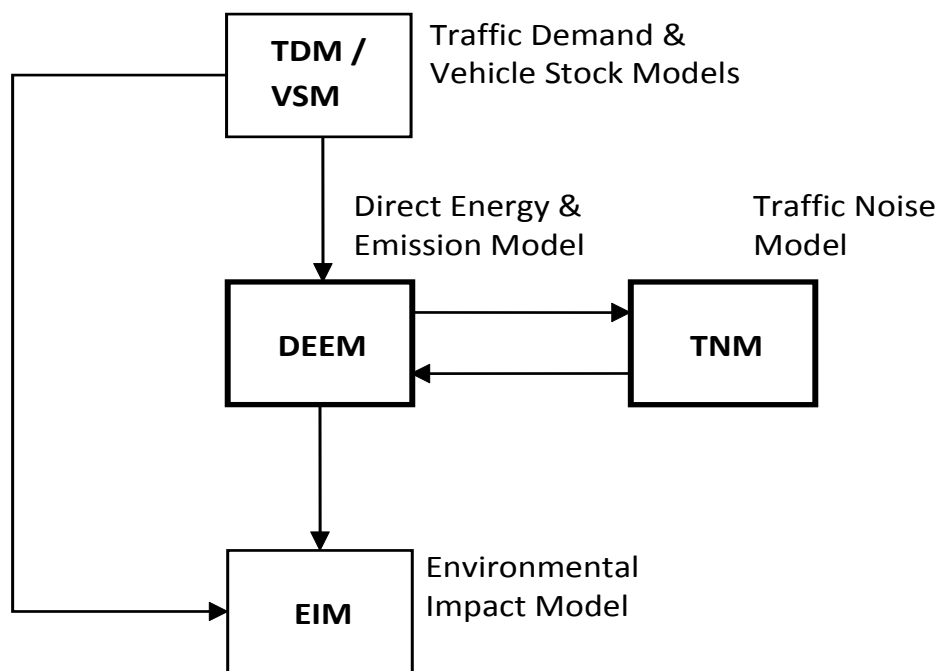 TDM /
VSM
Traffic Demand &
Vehicle Stock Models
Direct Energy &
Emission Model
Traffic Noise
Model
DEEM
TNM
EIM
Environmental
Impact Model